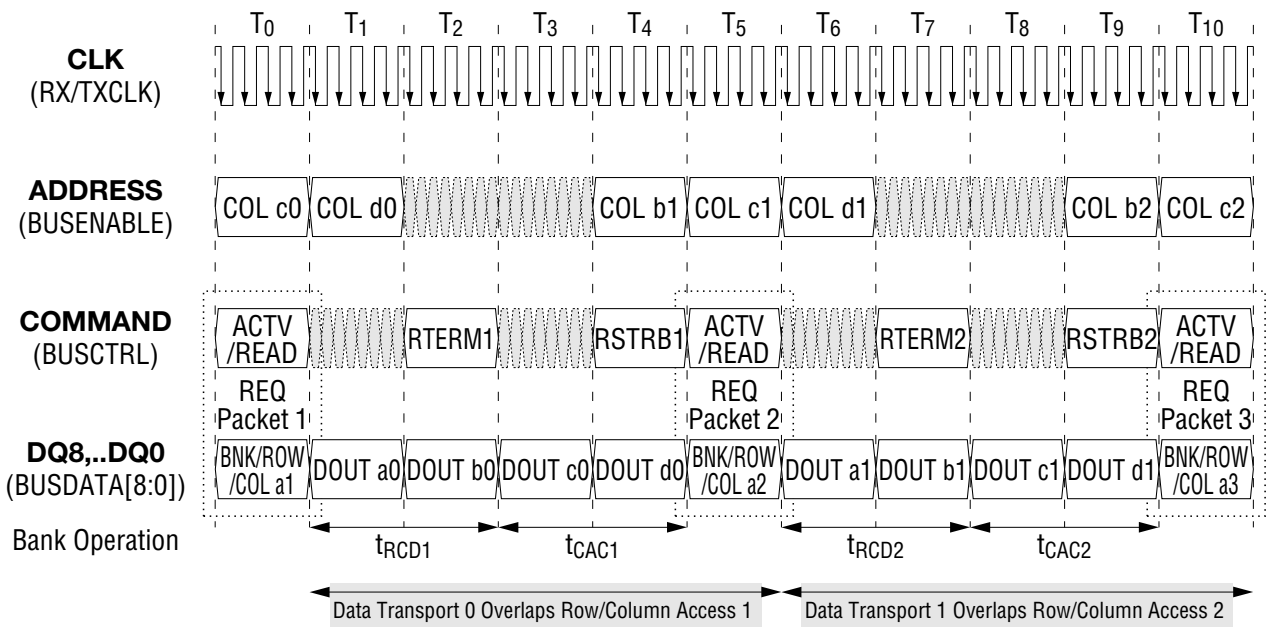 T0 T1 T2 T3 T4 T5 T6 T7 T8 T9 T10
CLK
(RX/TXCLK)
ADDRESS
(BUSENABLE)
COL c0 COL d0 COL b1 COL c1 COL d1 COL b2 COL c2
COMMAND
(BUSCTRL)
ACTV
/READ
RTERM1
RSTRB1
ACTV
/READ
RTERM2
RSTRB2
ACTV
/READ
REQ
Packet 1
REQ
Packet 2
REQ
Packet 3
DQ8,..DQ0
(BUSDATA[8:0])
BNK/ROW
/COL a1
DOUT a0 DOUT b0 DOUT c0 DOUT d0
BNK/ROW
/COL a2
DOUT a1 DOUT b1 DOUT c1 DOUT d1
BNK/ROW
/COL a3
Bank Operation
tRCD1 tCAC1 tRCD2 tCAC2
Data Transport 0 Overlaps Row/Column Access 1
Data Transport 1 Overlaps Row/Column Access 2